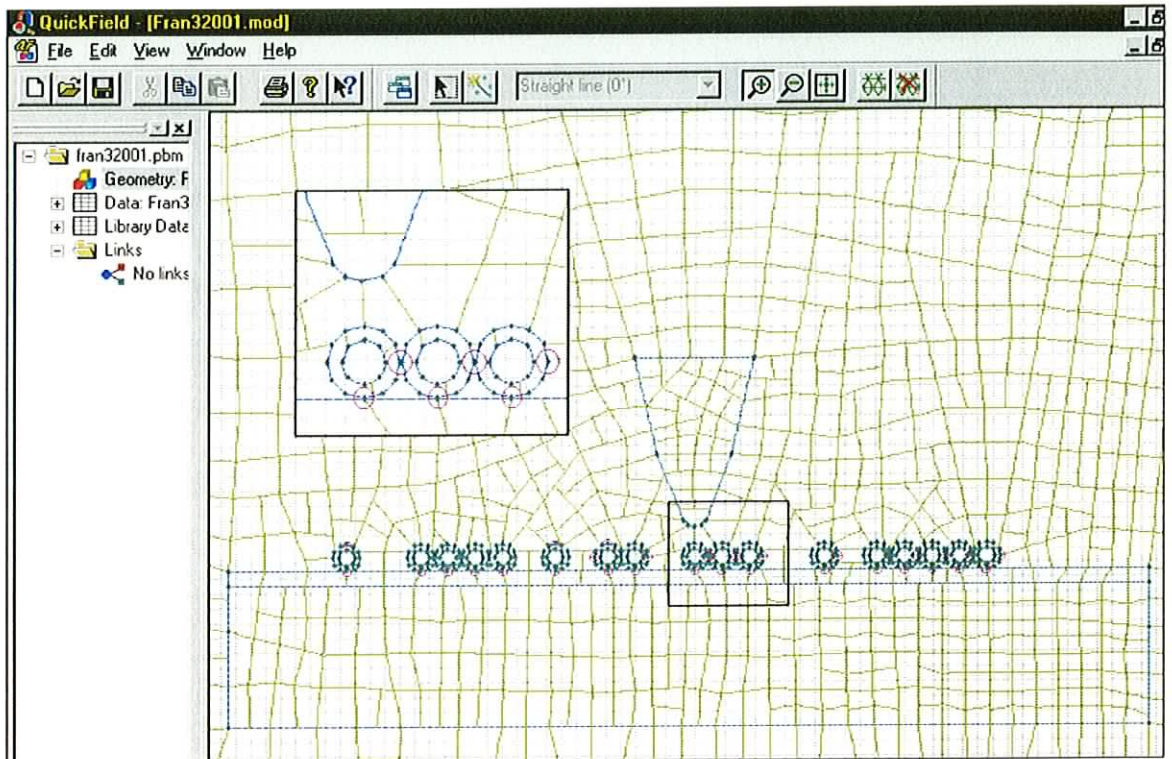 QuickField - [Fran32001.mod]
File Edit View Window Help
Straight line (0°)
fran32001.pbm
Geometry: F
Data: Fran3
Library Data
Links
No links